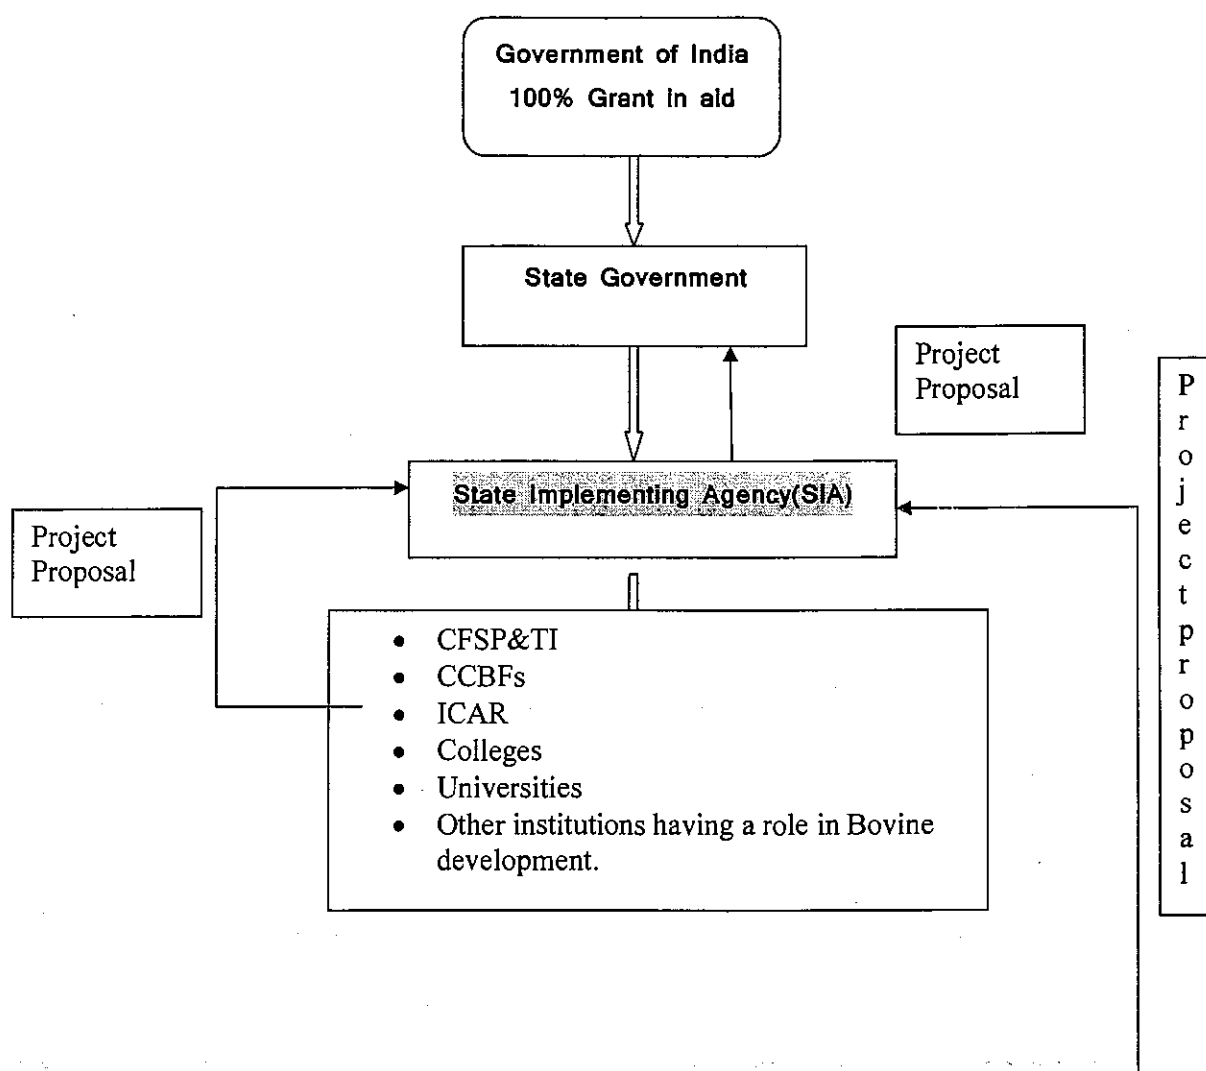 Government of India
100% Grant in aid
State Government
Project
Proposal
State Implementing Agency(SIA)
Project
Proposal
• CFSP&TI
• CCBFs
• ICAR
• Colleges
• Universities
• Other institutions having a role in Bovine
development.
P
r
o
j
e
c
t
p
r
o
p
o
s
a
l